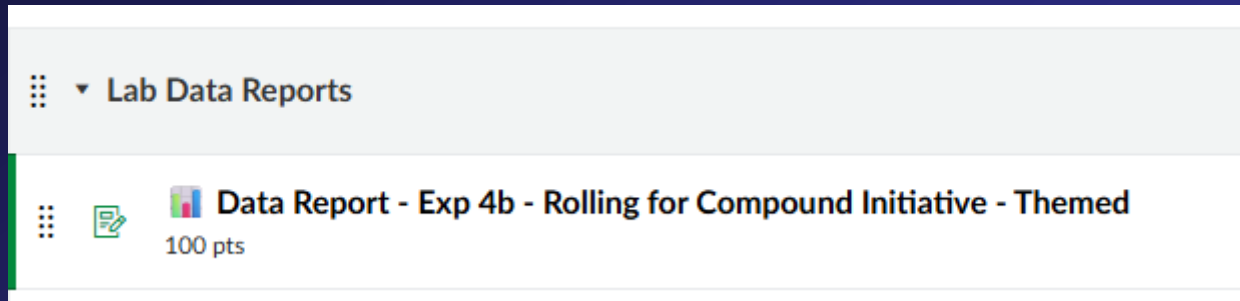 Lab Data Reports
Data Report - Exp 4b - Rolling for Compound Initiative - Themed
100 pts